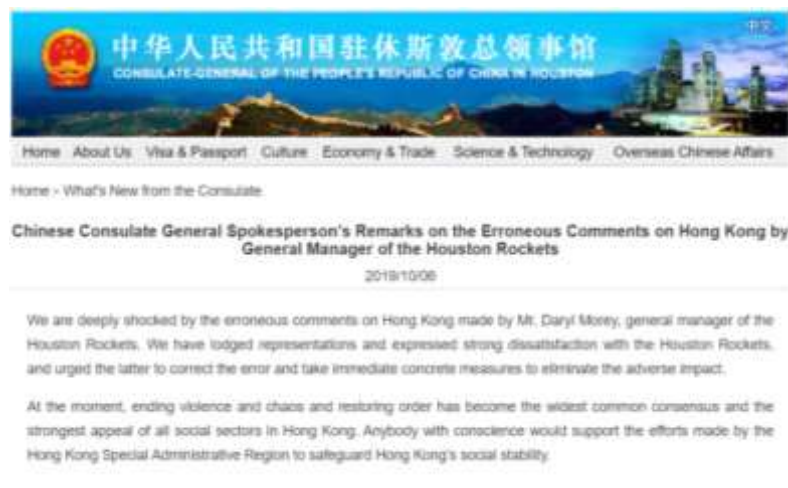 中文
中华人民共和国驻休斯敦总领事馆
CONSULATE-GENERAL OF THE PEOPLE'S REPUBLIC OF CHINA IN HOUSTON
Home About Us Visa & Passport Culture Economy & Trade Science & Technology Overseas Chinese Affairs
Home > What's New from the Consulate
Chinese Consulate General Spokesperson's Remarks on the Erroneous Comments on Hong Kong by
General Manager of the Houston Rockets
2019/10/06
We are deeply shocked by the erroneous comments on Hong Kong made by Mr. Daryl Morey, general manager of the
Houston Rockets. We have lodged representations and expressed strong dissatisfaction with the Houston Rockets,
and urged the latter to correct the error and take immediate concrete measures to eliminate the adverse impact.
At the moment, ending violence and chaos and restoring order has become the widest common consensus and the
strongest appeal of all social sectors in Hong Kong. Anybody with conscience would support the efforts made by the
Hong Kong Special Administrative Region to safeguard Hong Kong's social stability.